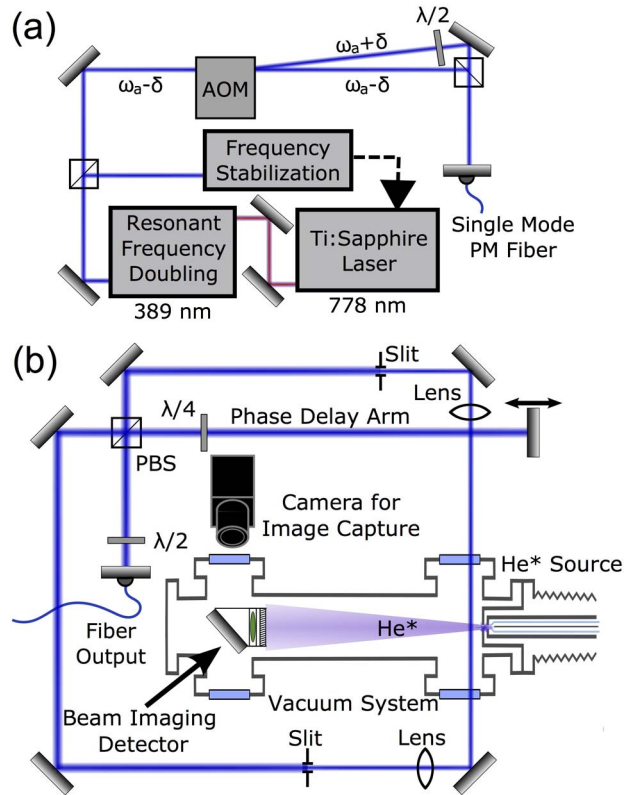 (a)
λ/2
ωa+δ
ωa-δ
AOM
ωa-δ
Frequency
Stabilization
Single Mode
PM Fiber
Resonant
Frequency
Doubling
Ti:Sapphire
Laser
389 nm
778 nm
(b)
Slit
Lens
λ/4
Phase Delay Arm
PBS
Camera for
Image Capture
λ/2
He* Source
Fiber
Output
He*
Vacuum System
Beam Imaging
Detector
Slit
Lens